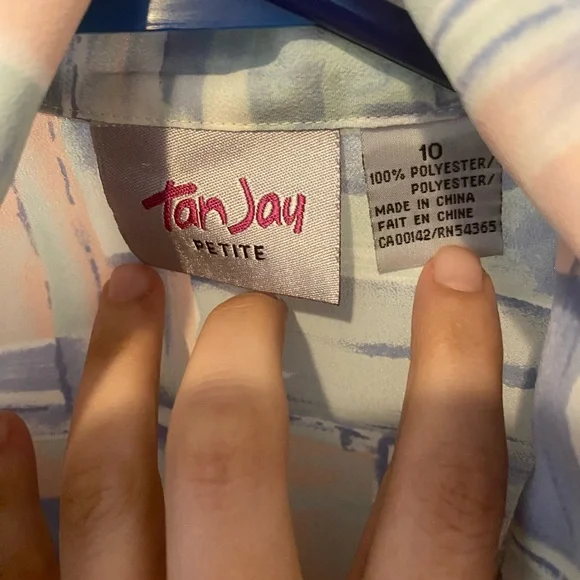 Tan Jay
PETITE
10
100% POLYESTER/
POLYESTER/
MADE IN CHINA
FAIT EN CHINE
CA00142/RN54365